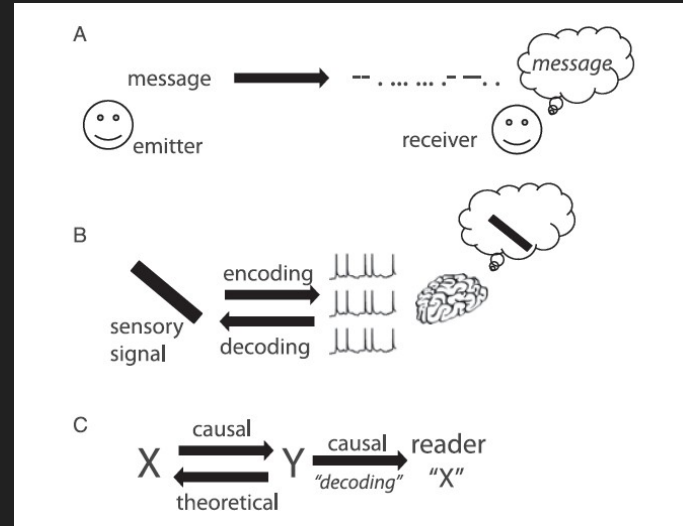 A
message
-- . ... ... .- --. .
message
emitter
receiver
B
encoding
sensory
signal
decoding
C
causal
X
Y
causal
reader
"decoding"
"X"
theoretical